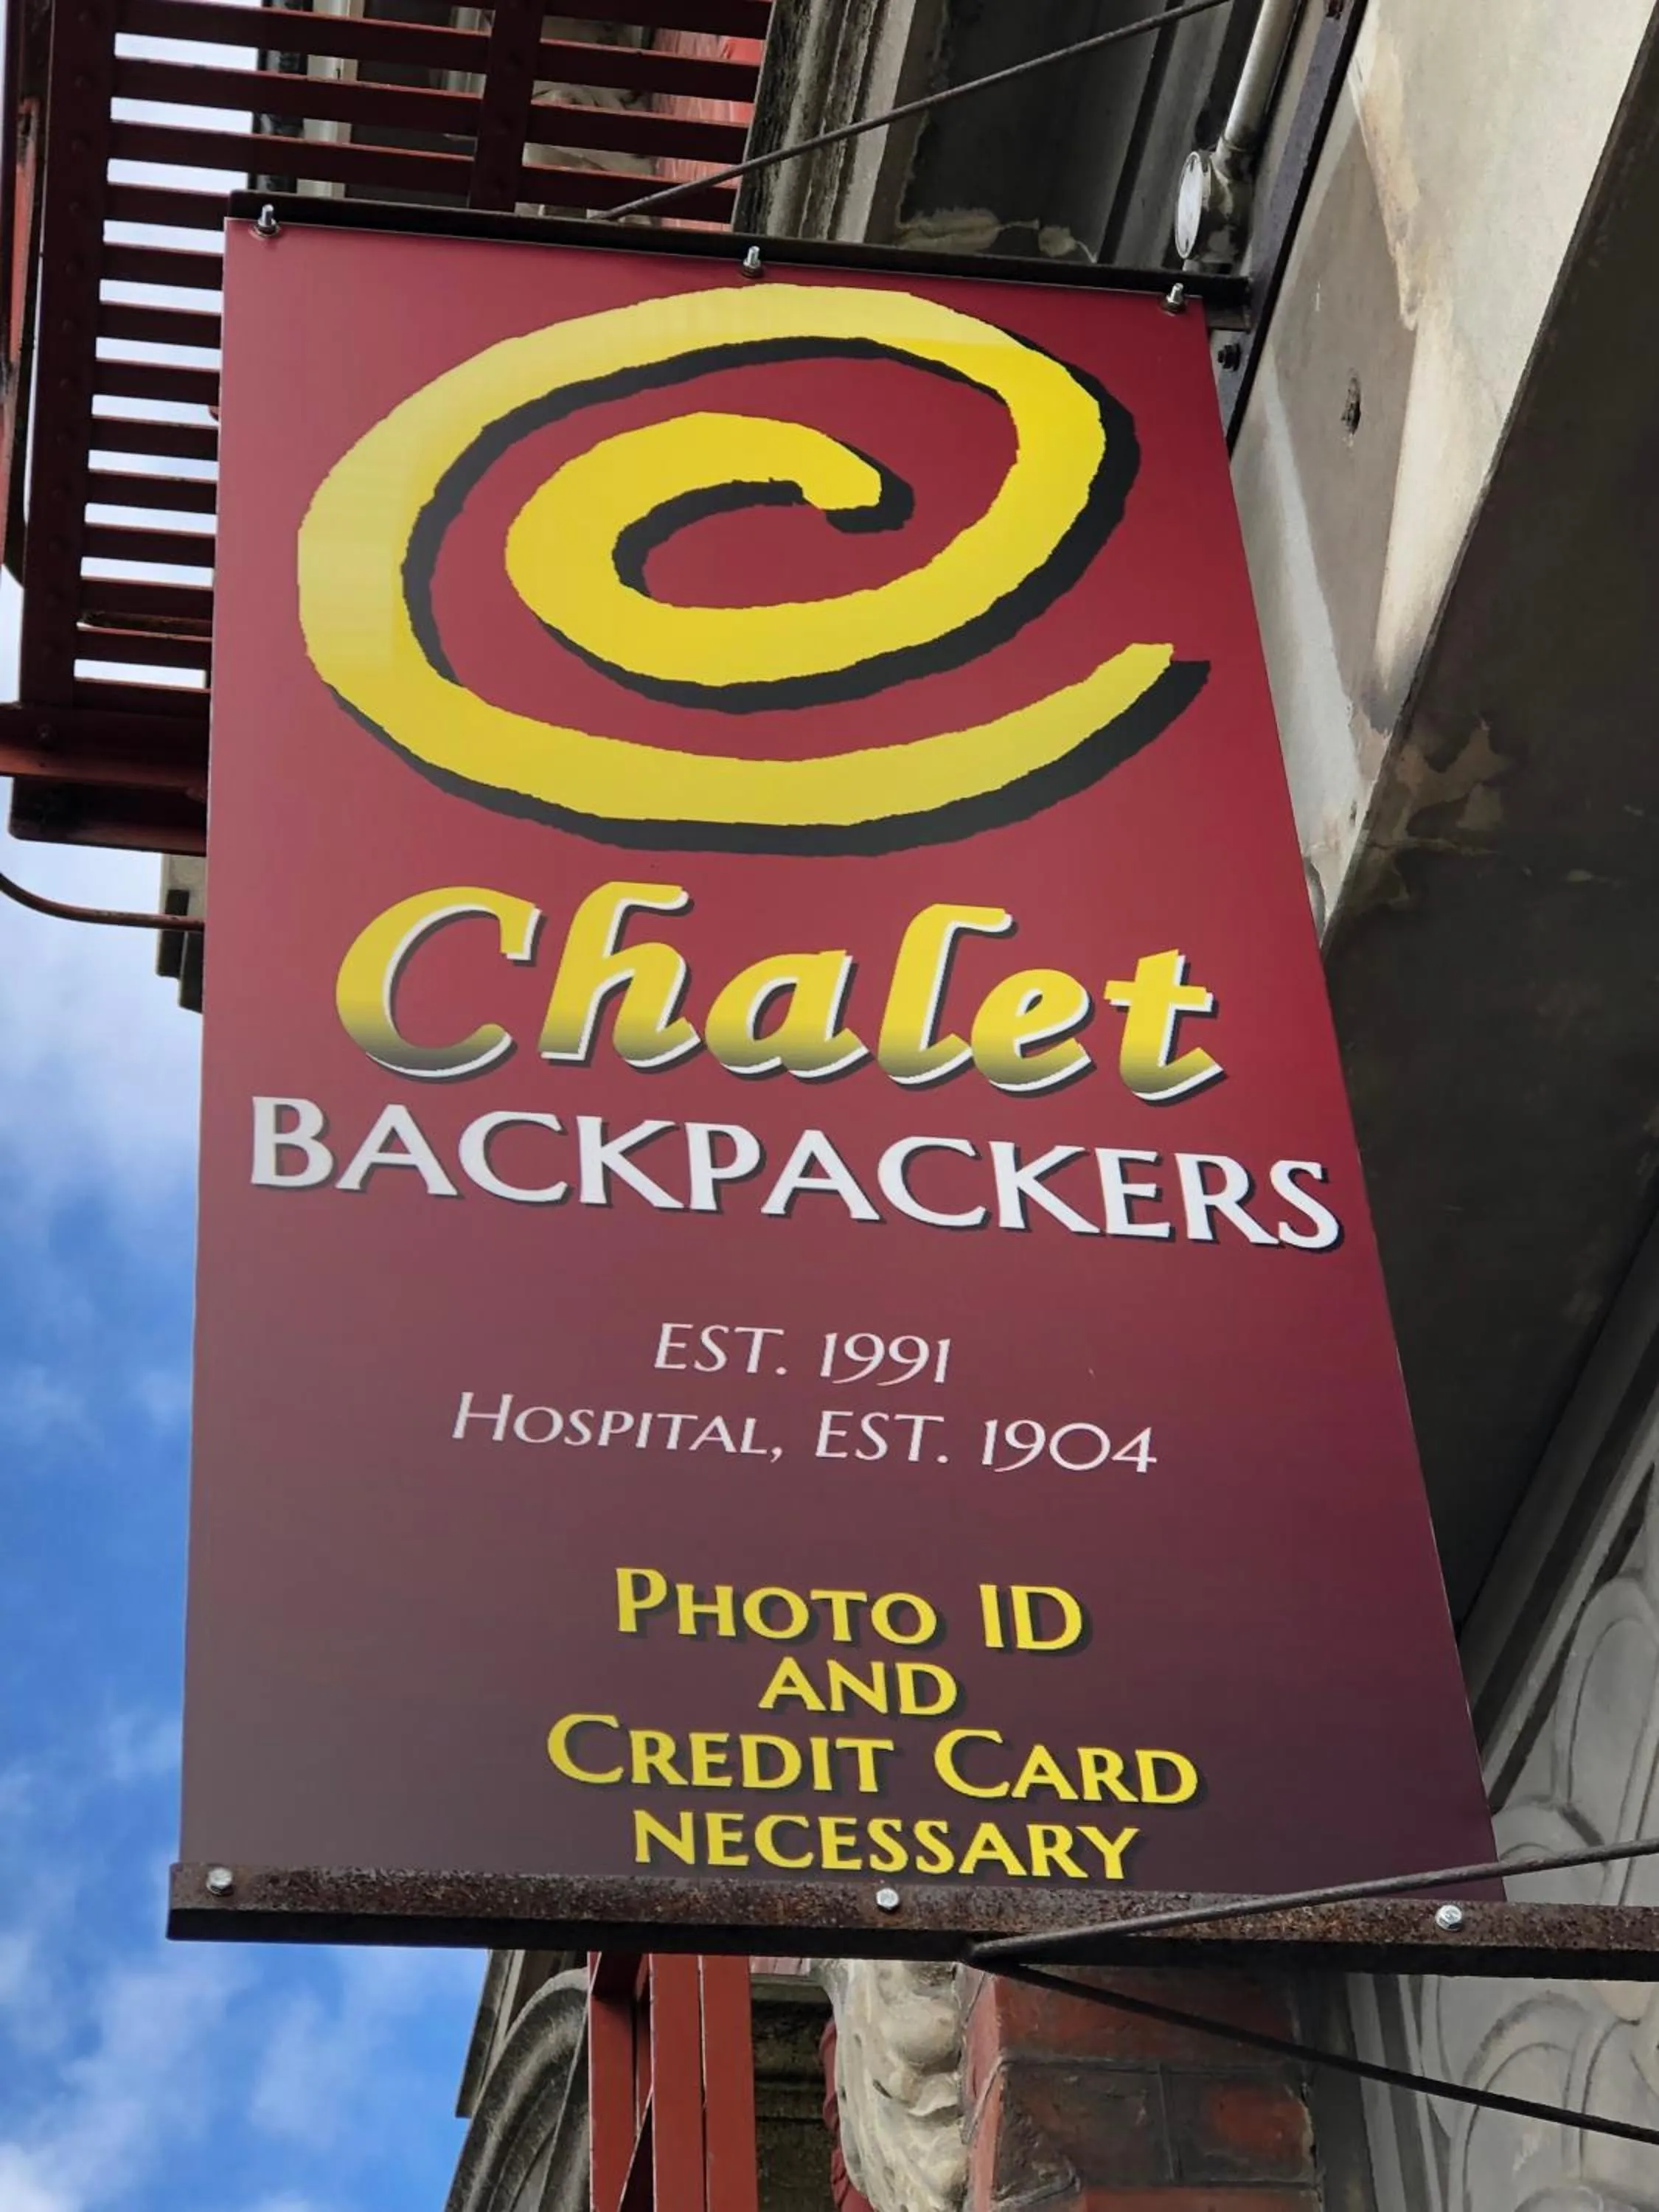 Chalet
BACKPACKERS
EST. 1991
HOSPITAL, EST. 1904
PHOTO ID
AND
CREDIT CARD
NECESSARY